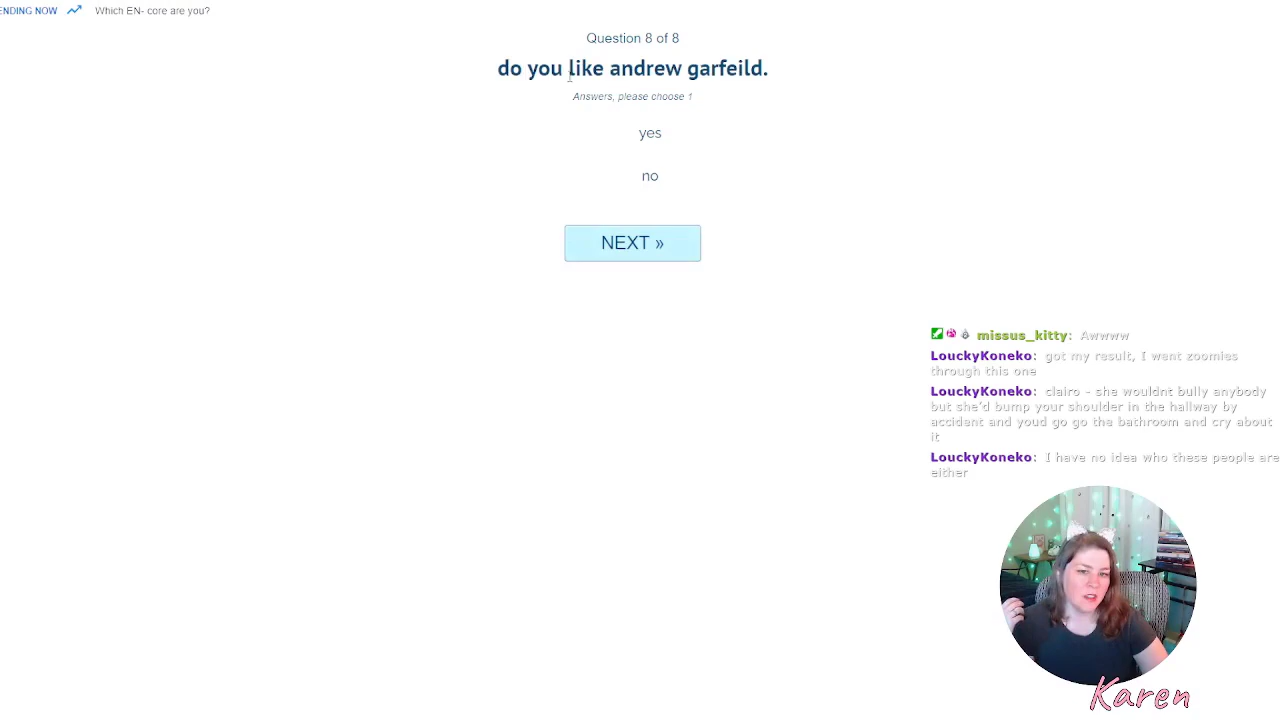 ENDING NOW Which EN- core are you?
Question 8 of 8
do you like andrew garfeild.
Answers, please choose 1
yes
no
NEXT »
missus_kitty: Awwww
LouckyKoneko: got my result, I went zoomies
through this one
LouckyKoneko: clairo - she wouldnt bully anybody
but she'd bump your shoulder in the hallway by
accident and youd go go the bathroom and cry about
it
LouckyKoneko: I have no idea who these people are
either
Karen